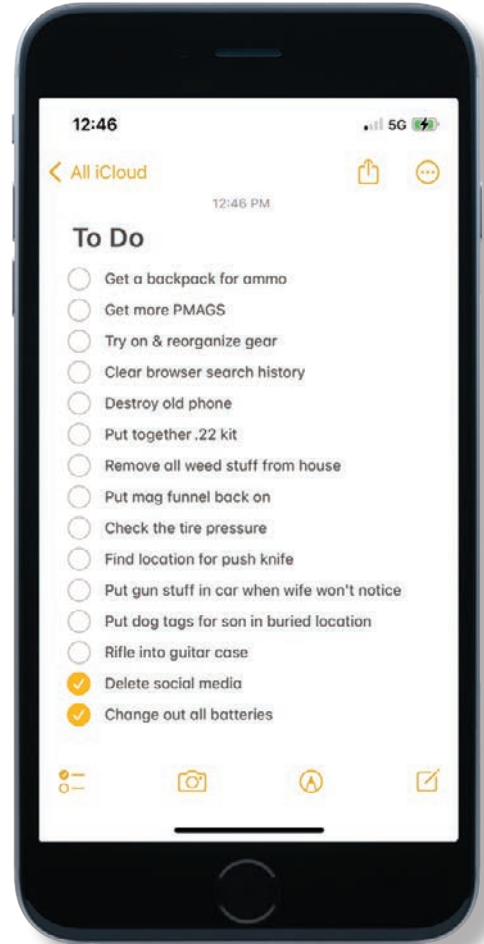 12:46
5G
All iCloud
12:46 PM
To Do
Get a backpack for ammo
Get more PMAGS
Try on & reorganize gear
Clear browser search history
Destroy old phone
Put together .22 kit
Remove all weed stuff from house
Put mag funnel back on
Check the tire pressure
Find location for push knife
Put gun stuff in car when wife won't notice
Put dog tags for son in buried location
Rifle into guitar case
Delete social media
Change out all batteries